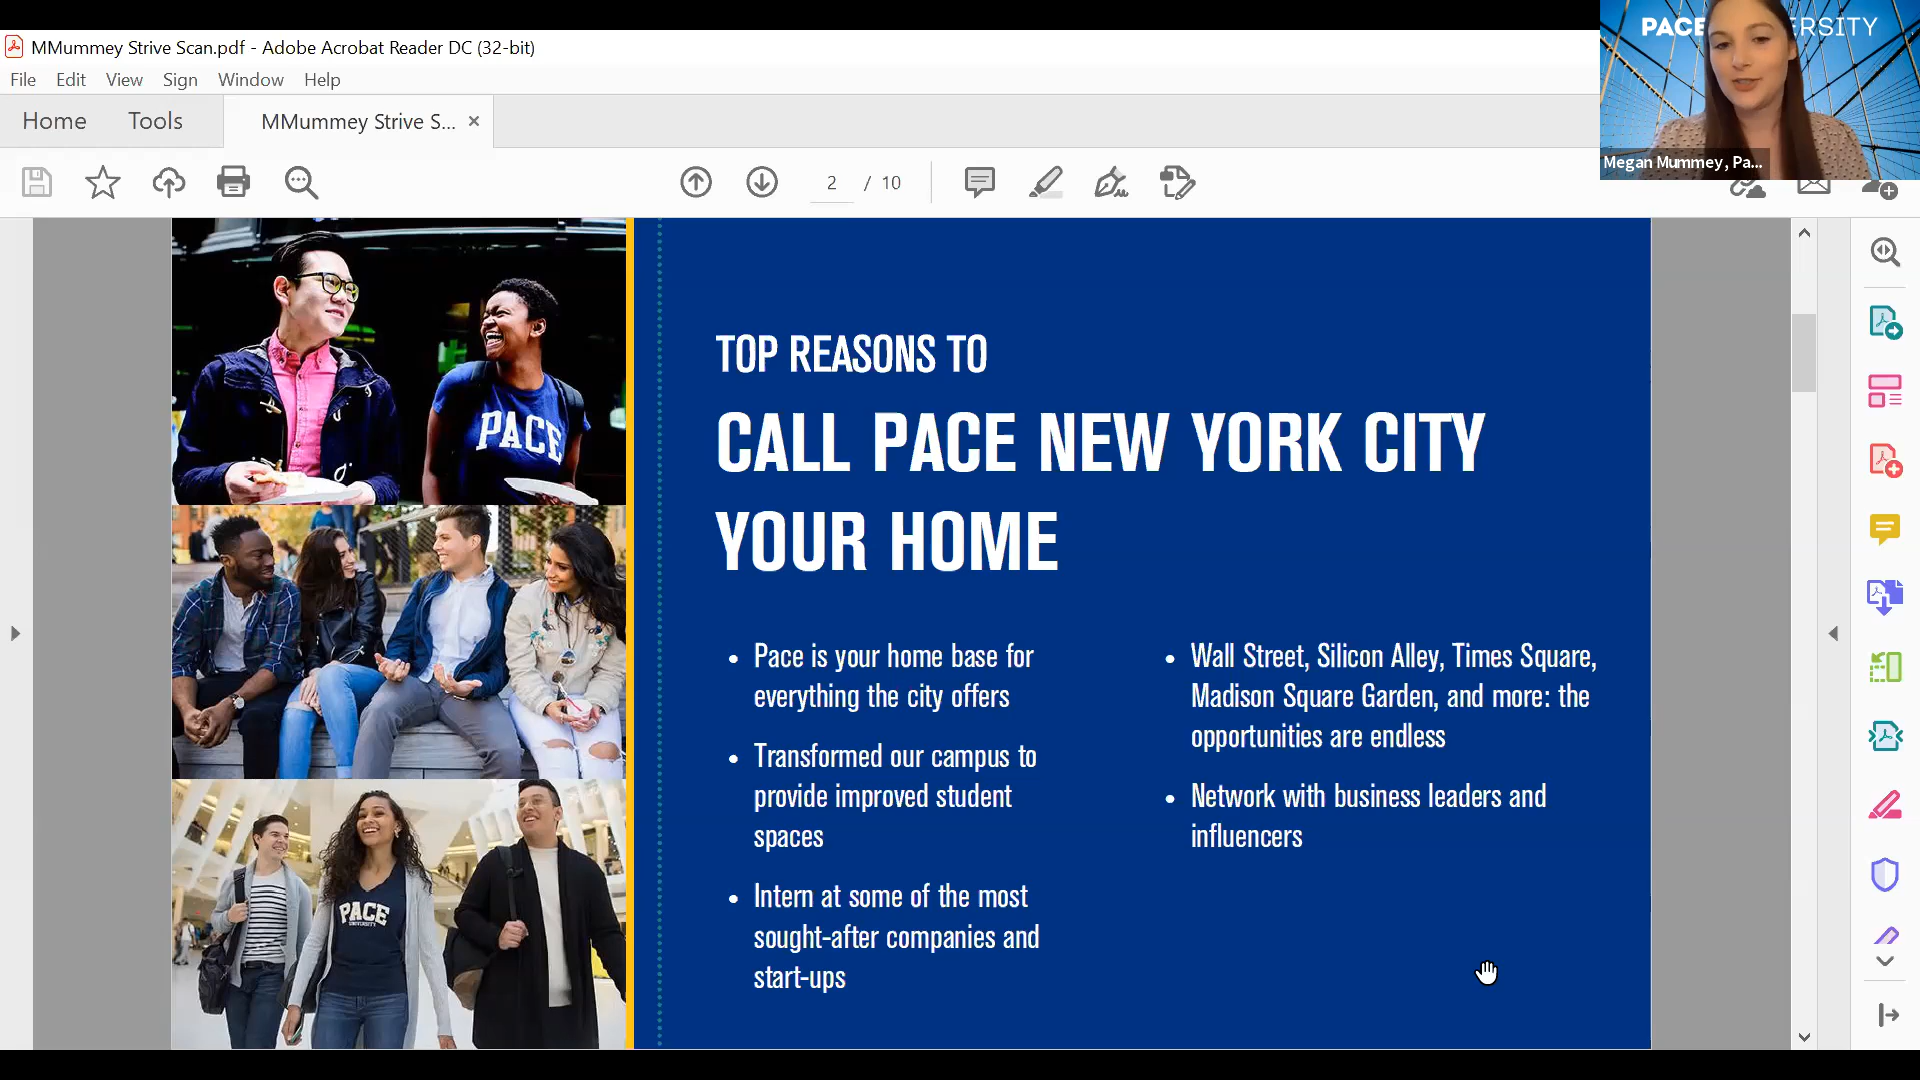 MMummey Strive Scan.pdf - Adobe Acrobat Reader DC (32-bit)
File Edit View Sign Window Help
Home Tools MMummey Strive S... ×
2 / 10
PACE RSITY
Megan Mummey, Pa...
PACE
PACE
UNIVERSITY
TOP REASONS TO
CALL PACE NEW YORK CITY
YOUR HOME
• Pace is your home base for
everything the city offers
• Transformed our campus to
provide improved student
spaces
• Intern at some of the most
sought-after companies and
start-ups
• Wall Street, Silicon Alley, Times Square,
Madison Square Garden, and more: the
opportunities are endless
• Network with business leaders and
influencers